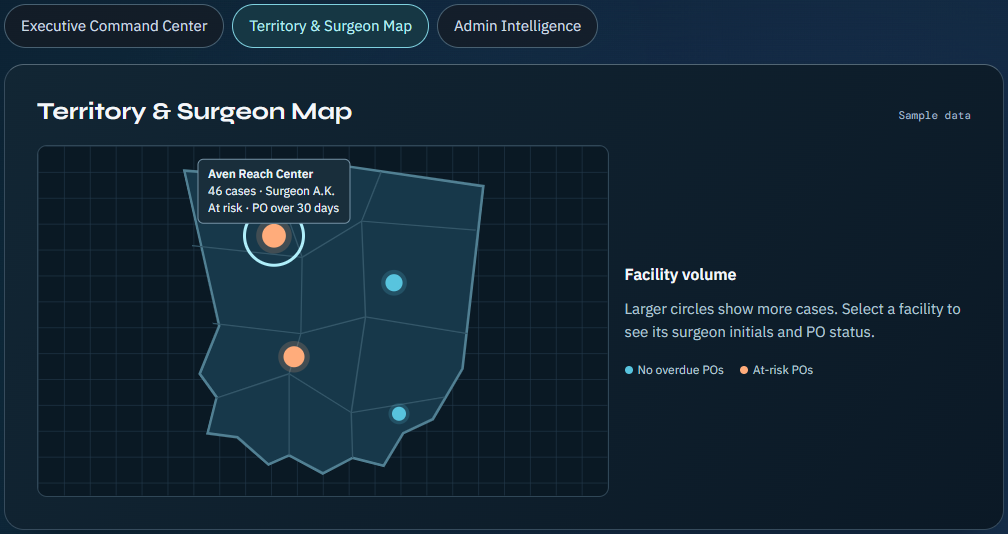 Executive Command Center
Territory & Surgeon Map
Admin Intelligence
Territory & Surgeon Map
Sample data
Aven Reach Center
46 cases · Surgeon A.K.
At risk · PO over 30 days
Facility volume
Larger circles show more cases. Select a facility to
see its surgeon initials and PO status.
No overdue POs
At-risk POs